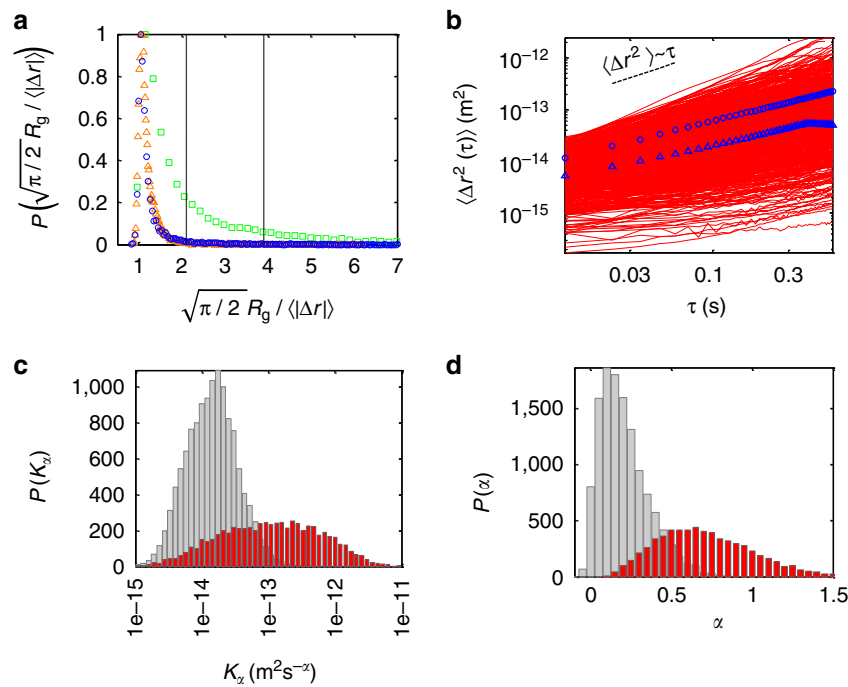 a
P(√π/2 Rg / ⟨|Δr|⟩)
1
0.8
0.6
0.4
0.2
0
1 2 3 4 5 6 7
√π/2 Rg / ⟨|Δr|⟩
b
⟨Δr² (τ)⟩ (m²)
⟨Δr²⟩~τ
10⁻¹²
10⁻¹³
10⁻¹⁴
10⁻¹⁵
0.03 0.1 0.3
τ (s)
c
P(Kα)
1,000
800
600
400
200
0
1e−15 1e−14 1e−13 1e−12 1e−11
Kα (m²s⁻α)
d
P(α)
1,500
1,000
500
0
0 0.5 1 1.5
α